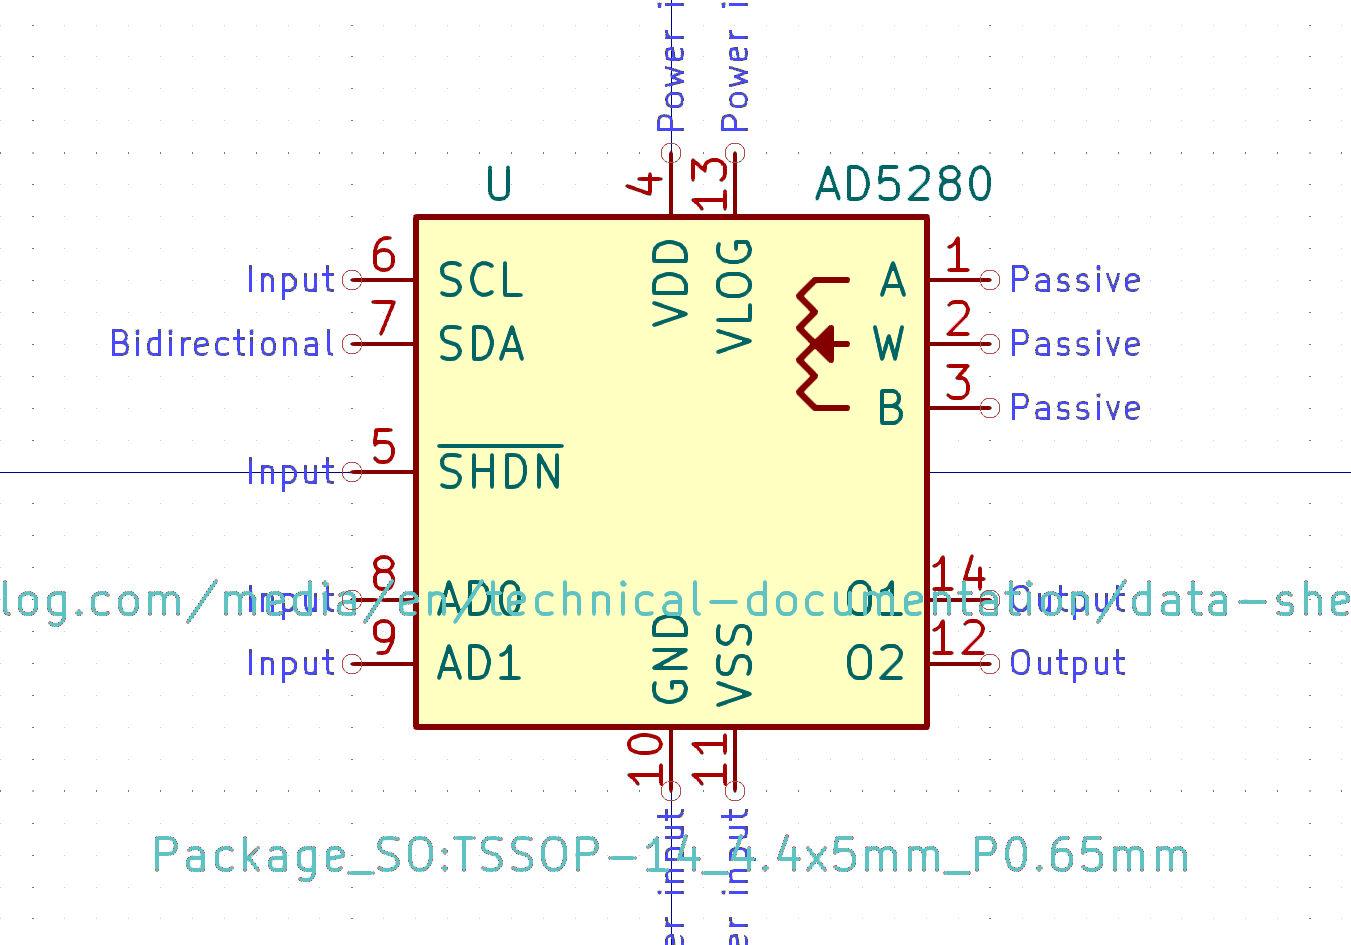 Power i
Power i
U
4
13
AD5280
6
1
Input
SCL
VDD
VLOG
A
Passive
7
2
Bidirectional
SDA
W
Passive
3
B
Passive
5
Input
SHDN
8
14
Input
AD0
O1
Output
log.com/media/en/technical-documentation/data-she
9
12
Input
AD1
GND
VSS
O2
Output
10
11
er input
er input
Package_SO:TSSOP-14_4.4x5mm_P0.65mm